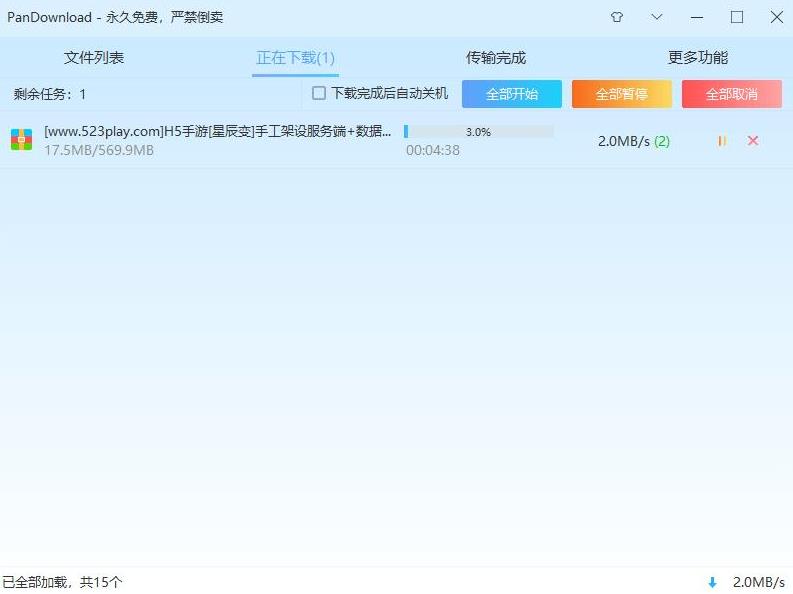 PanDownload - 永久免费，严禁倒卖
文件列表 正在下载(1) 传输完成 更多功能
剩余任务：1 下载完成后自动关机 全部开始 全部暂停 全部取消
[www.523play.com]H5手游[星辰变]手工架设服务端+数据... 3.0%
17.5MB/569.9MB 00:04:38 2.0MB/s (2)
已全部加载，共15个 2.0MB/s